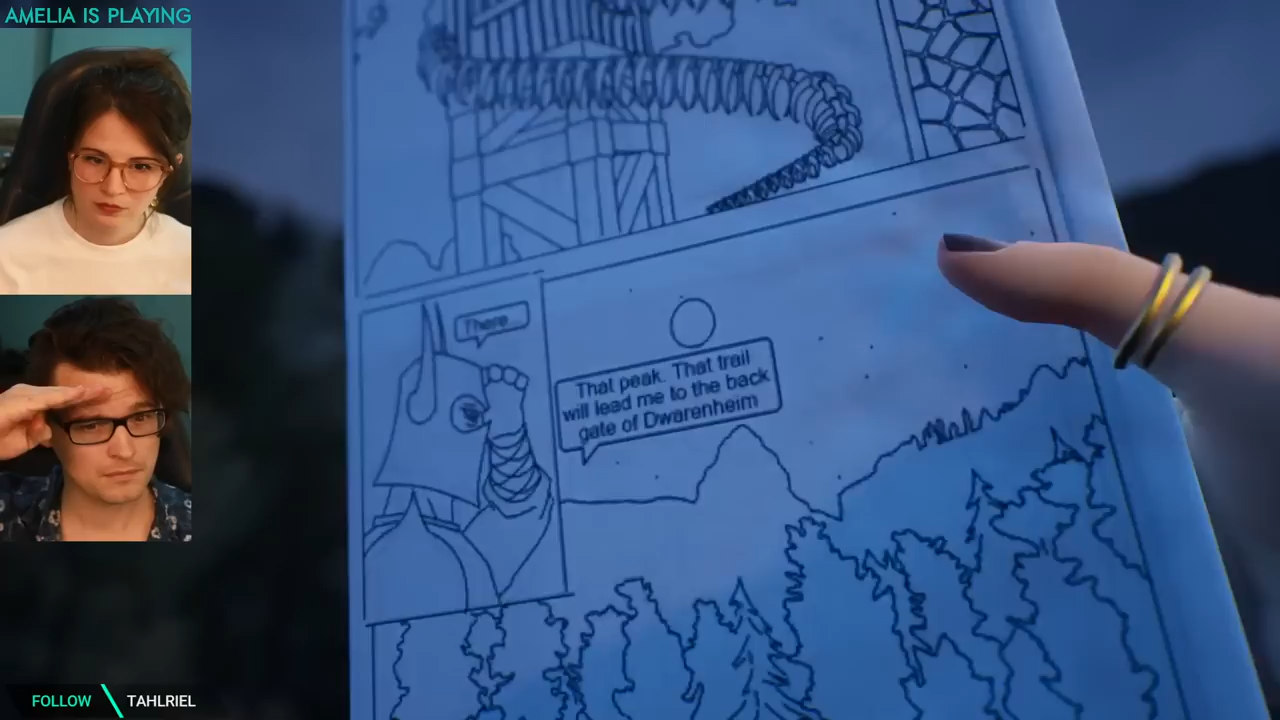 AMELIA IS PLAYING
There...
That peak. That trail
will lead me to the back
gate of Dwarenheim
FOLLOW
TAHLRIEL